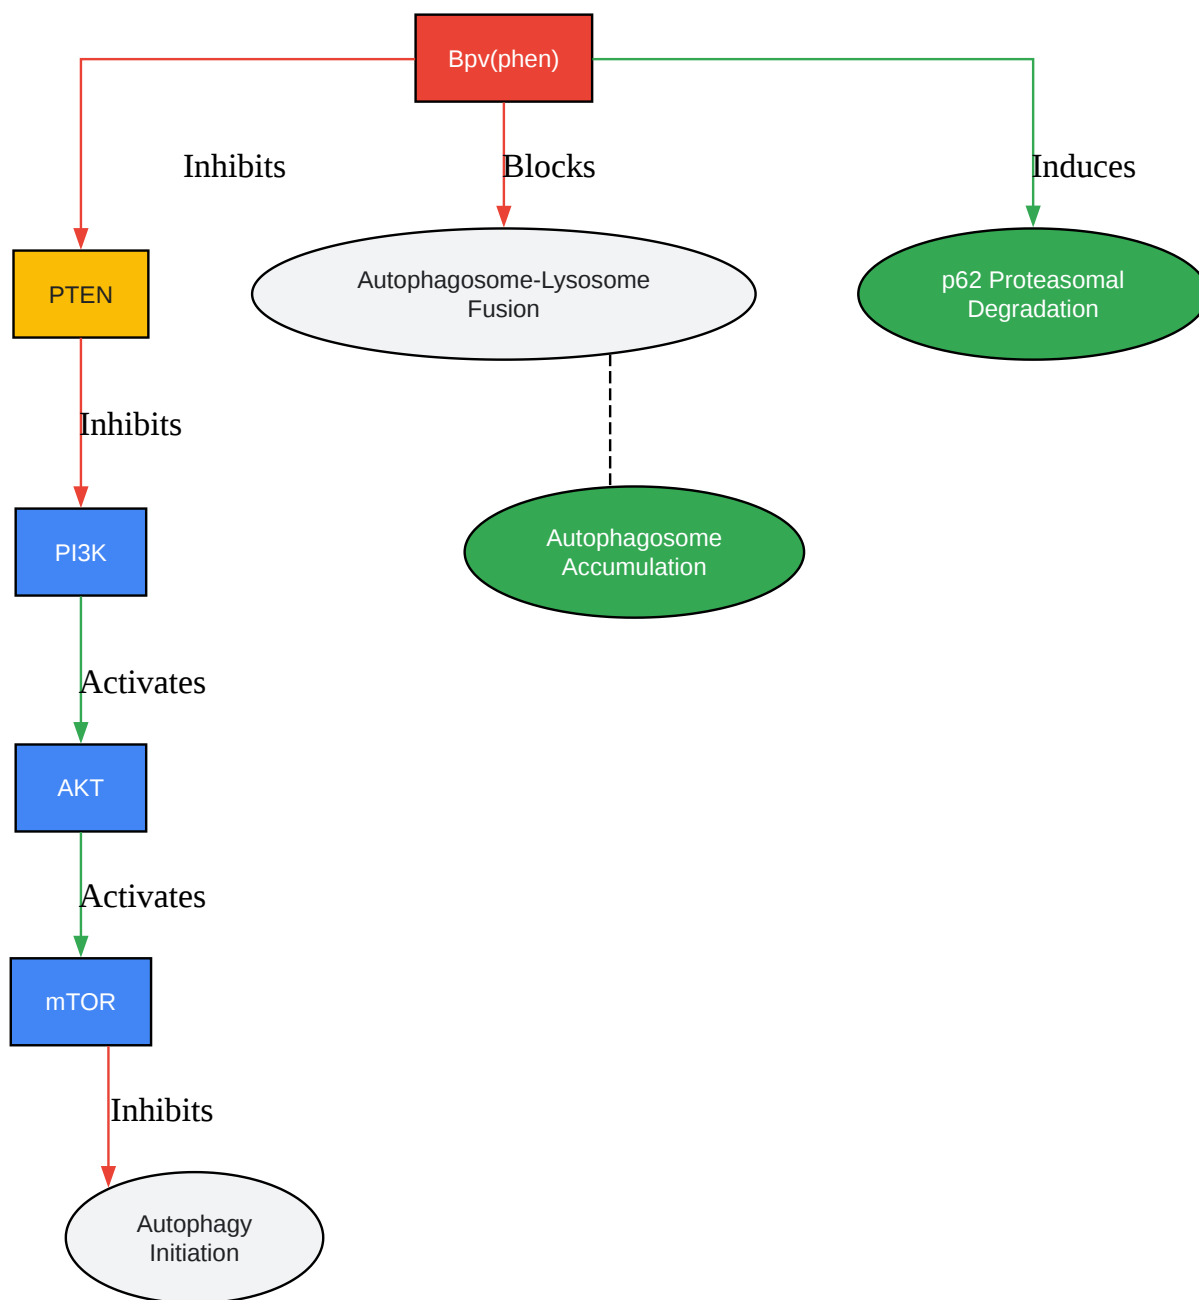 Bpv(phen)
Inhibits
Blocks
Induces
PTEN
Autophagosome-Lysosome
Fusion
p62 Proteasomal
Degradation
Inhibits
PI3K
Autophagosome
Accumulation
Activates
AKT
Activates
mTOR
Inhibits
Autophagy
Initiation